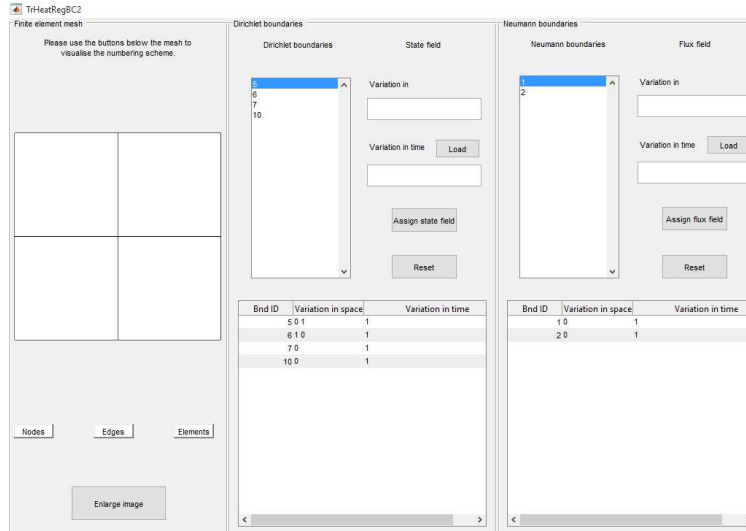 TrHeatRegBC2
Finite element mesh
Please use the buttons below the mesh to
visualise the numbering scheme.
Nodes
Edges
Elements
Enlarge image
Dirichlet boundaries
Dirichlet boundaries
State field
5
6
7
10
Variation in
Variation in time
Load
Assign state field
Reset
Bnd ID Variation in space Variation in time
5 0 1 1
6 1 0 1
7 0 1
10 0 1
Neumann boundaries
Neumann boundaries
Flux field
1
2
Variation in
Variation in time
Load
Assign flux field
Reset
Bnd ID Variation in space Variation in time
1 0 1
2 0 1